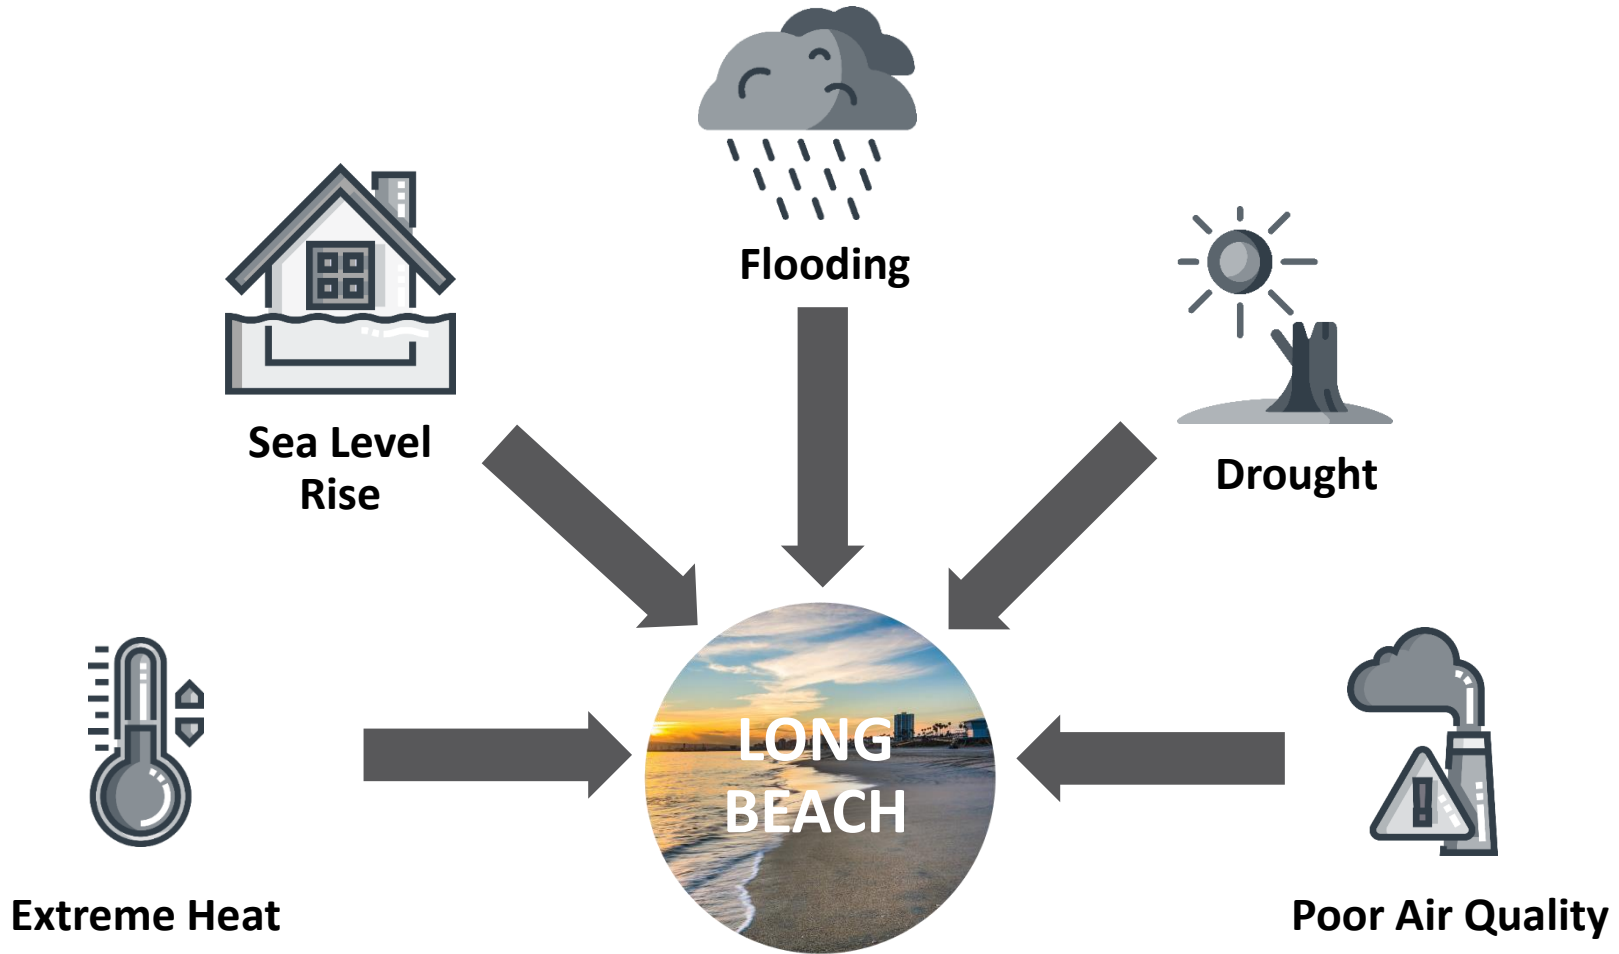 Flooding
Sea Level
Rise
Drought
LONG
BEACH
Extreme Heat
Poor Air Quality